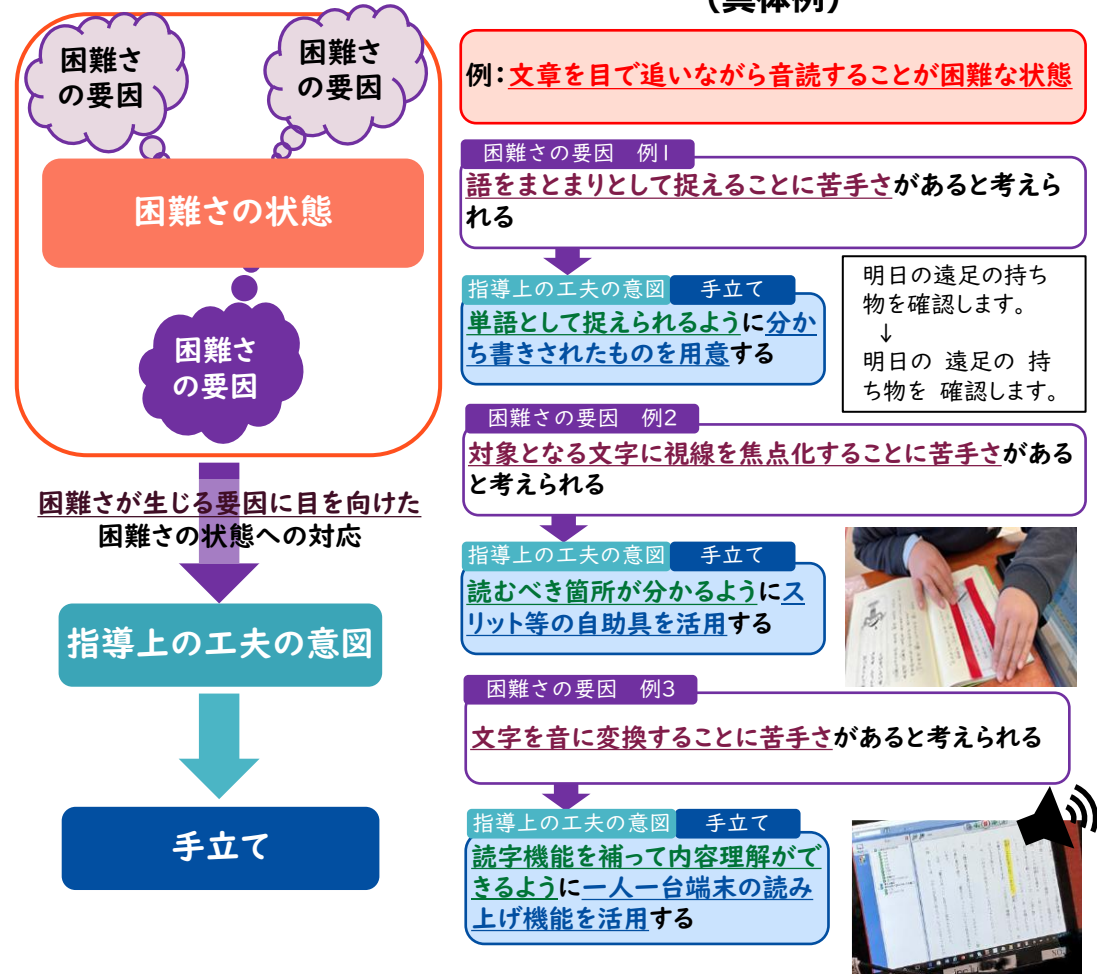 (具体例)
困難さ
の要因
困難さ
の要因
困難さの状態
困難さ
の要因
困難さが生じる要因に目を向けた
困難さの状態への対応
指導上の工夫の意図
手立て
例:文章を目で追いながら音読することが困難な状態
困難さの要因 例1
語をまとまりとして捉えることに苦手さがあると考えら
れる
指導上の工夫の意図 手立て
単語として捉えられるように分か
ち書きされたものを用意する
明日の遠足の持ち
物を確認します。
↓
明日の 遠足の 持
ち物を 確認します。
困難さの要因 例2
対象となる文字に視線を焦点化することに苦手さがある
と考えられる
指導上の工夫の意図 手立て
読むべき箇所が分かるようにス
リット等の自助具を活用する
困難さの要因 例3
文字を音に変換することに苦手さがあると考えられる
指導上の工夫の意図 手立て
読字機能を補って内容理解がで
きるように一人一台端末の読み
上げ機能を活用する